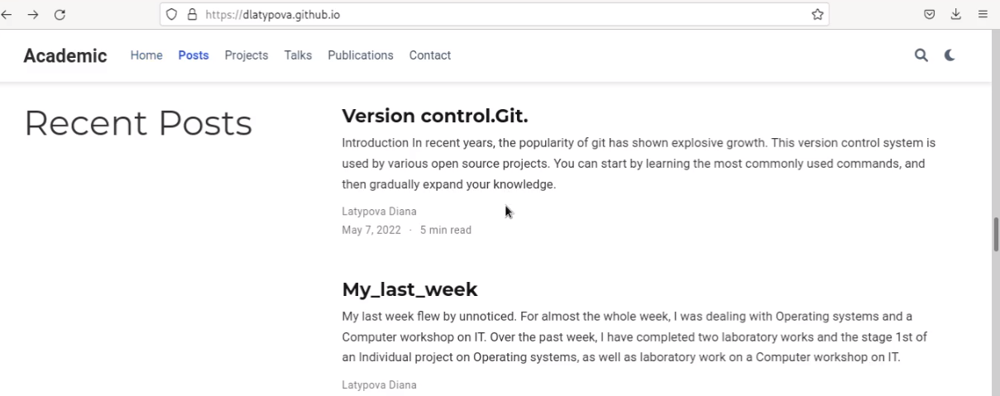 https://dlatypova.github.io
Academic Home Posts Projects Talks Publications Contact
Recent Posts
Version control.Git.
Introduction In recent years, the popularity of git has shown explosive growth. This version control system is
used by various open source projects. You can start by learning the most commonly used commands, and
then gradually expand your knowledge.
Latypova Diana
May 7, 2022 · 5 min read
My_last_week
My last week flew by unnoticed. For almost the whole week, I was dealing with Operating systems and a
Computer workshop on IT. Over the past week, I have completed two laboratory works and the stage 1st of
an Individual project on Operating systems, as well as laboratory work on a Computer workshop on IT.
Latypova Diana